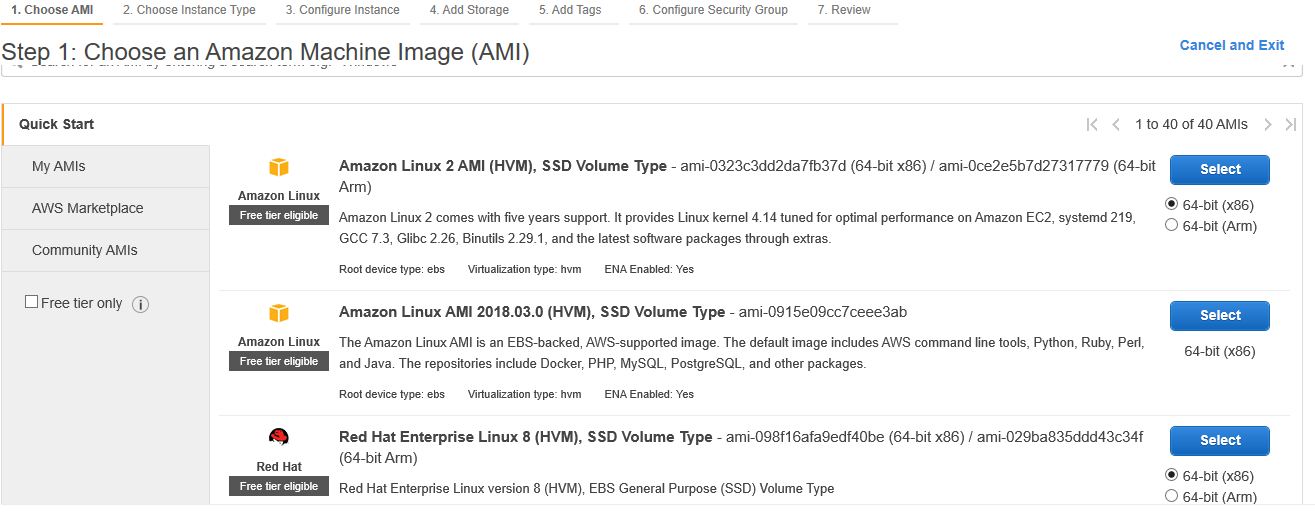 1. Choose AMI 2. Choose Instance Type 3. Configure Instance 4. Add Storage 5. Add Tags 6. Configure Security Group 7. Review
Step 1: Choose an Amazon Machine Image (AMI)
Cancel and Exit
Quick Start
1 to 40 of 40 AMIs
My AMIs
AWS Marketplace
Community AMIs
Free tier only
Amazon Linux
Free tier eligible
Amazon Linux 2 AMI (HVM), SSD Volume Type - ami-0323c3dd2da7fb37d (64-bit x86) / ami-0ce2e5b7d27317779 (64-bit
Arm)
Amazon Linux 2 comes with five years support. It provides Linux kernel 4.14 tuned for optimal performance on Amazon EC2, systemd 219,
GCC 7.3, Glibc 2.26, Binutils 2.29.1, and the latest software packages through extras.
Root device type: ebs Virtualization type: hvm ENA Enabled: Yes
Select
64-bit (x86)
64-bit (Arm)
Amazon Linux
Free tier eligible
Amazon Linux AMI 2018.03.0 (HVM), SSD Volume Type - ami-0915e09cc7ceee3ab
The Amazon Linux AMI is an EBS-backed, AWS-supported image. The default image includes AWS command line tools, Python, Ruby, Perl,
and Java. The repositories include Docker, PHP, MySQL, PostgreSQL, and other packages.
Root device type: ebs Virtualization type: hvm ENA Enabled: Yes
Select
64-bit (x86)
Red Hat
Free tier eligible
Red Hat Enterprise Linux 8 (HVM), SSD Volume Type - ami-098f16afa9edf40be (64-bit x86) / ami-029ba835ddd43c34f
(64-bit Arm)
Red Hat Enterprise Linux version 8 (HVM), EBS General Purpose (SSD) Volume Type
Select
64-bit (x86)
64-bit (Arm)